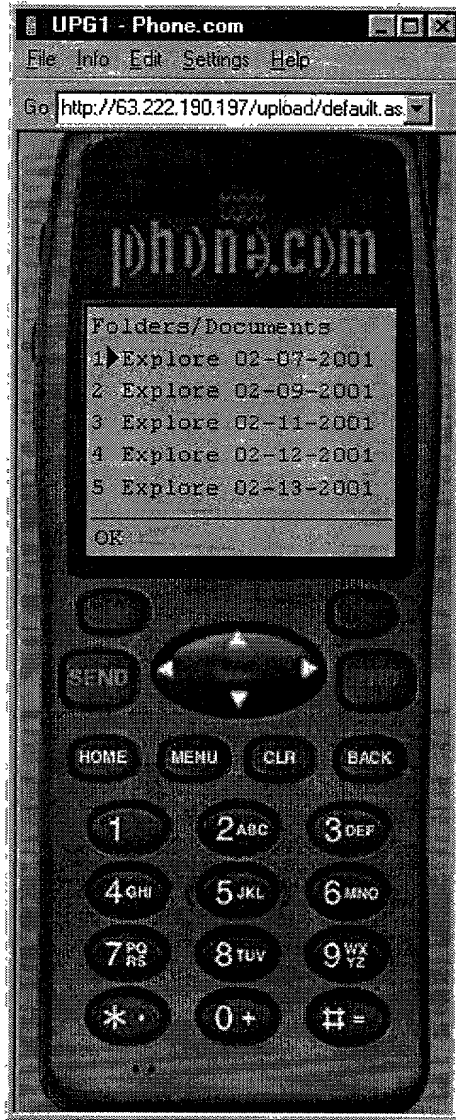 UPG1 - Phone.com
File Info Edit Settings Help
Go http://63.222.190.197/upload/default.as
phone.com
Folders/Documents
1 Explore 02-07-2001
2 Explore 02-09-2001
3 Explore 02-11-2001
4 Explore 02-12-2001
5 Explore 02-13-2001
OK
SEND
HOME MENU CLR BACK
1 2ABC 3DEF
4GHI 5JKL 6MNO
7PQRS 8TUV 9WXYZ
* · 0 + # =